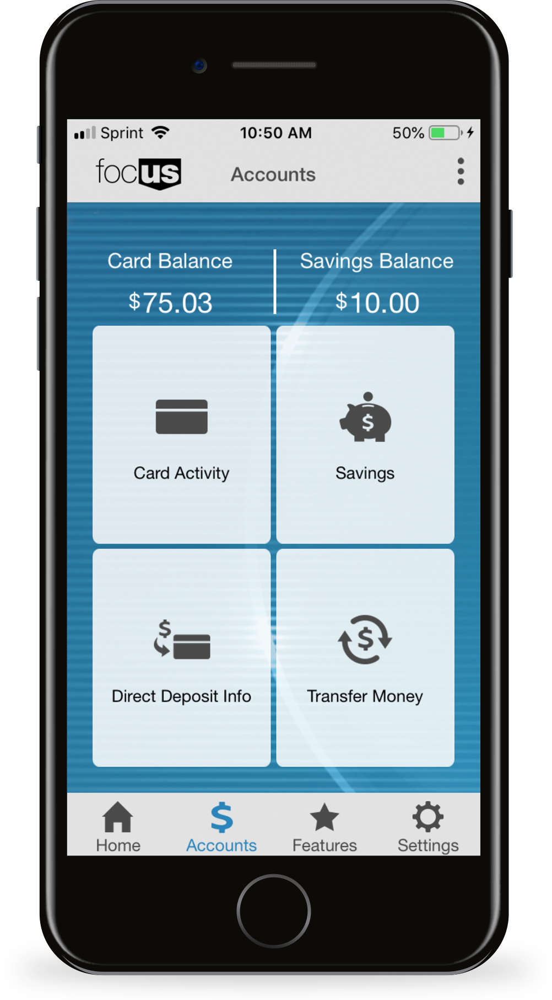 Sprint 10:50 AM 50%
focus Accounts
Card Balance Savings Balance
$75.03 $10.00
$
Card Activity Savings
$ $
Direct Deposit Info Transfer Money
$
Home Accounts Features Settings